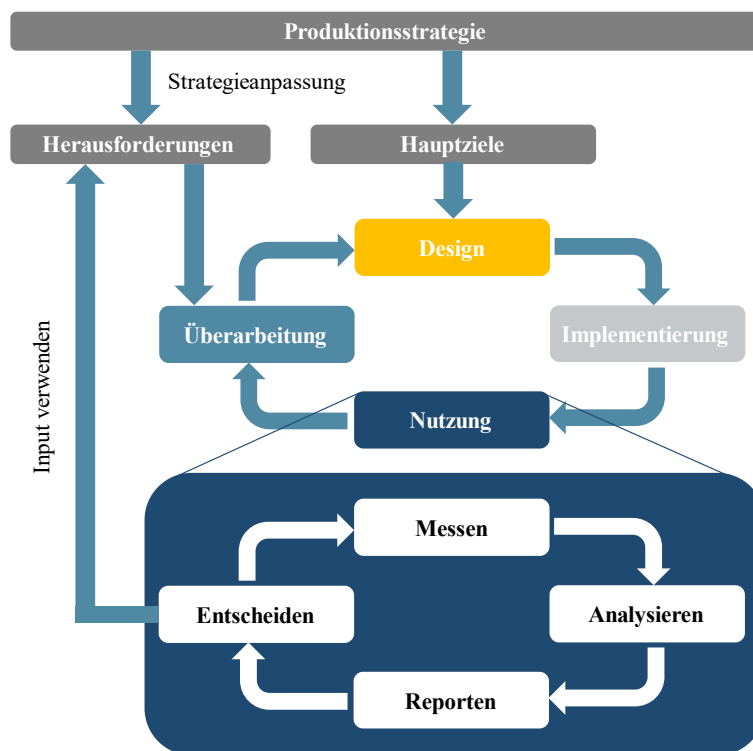 Produktionsstrategie
Strategieanpassung
Herausforderungen
Hauptziele
Design
Überarbeitung
Implementierung
Input verwenden
Nutzung
Messen
Entscheiden
Analysieren
Reporten